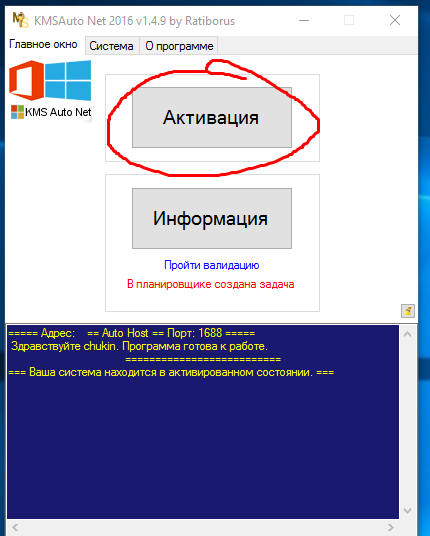 KMSAuto Net 2016 v1.4.9 by Ratiborus
Главное окно Система О программе
KMS Auto Net
Активация
Информация
Пройти валидацию
В планировщике создана задача
===== Адрес: == Auto Host == Порт: 1688 =====
Здравствуйте chukin. Программа готова к работе.
==========================
=== Ваша система находится в активированном состоянии. ===